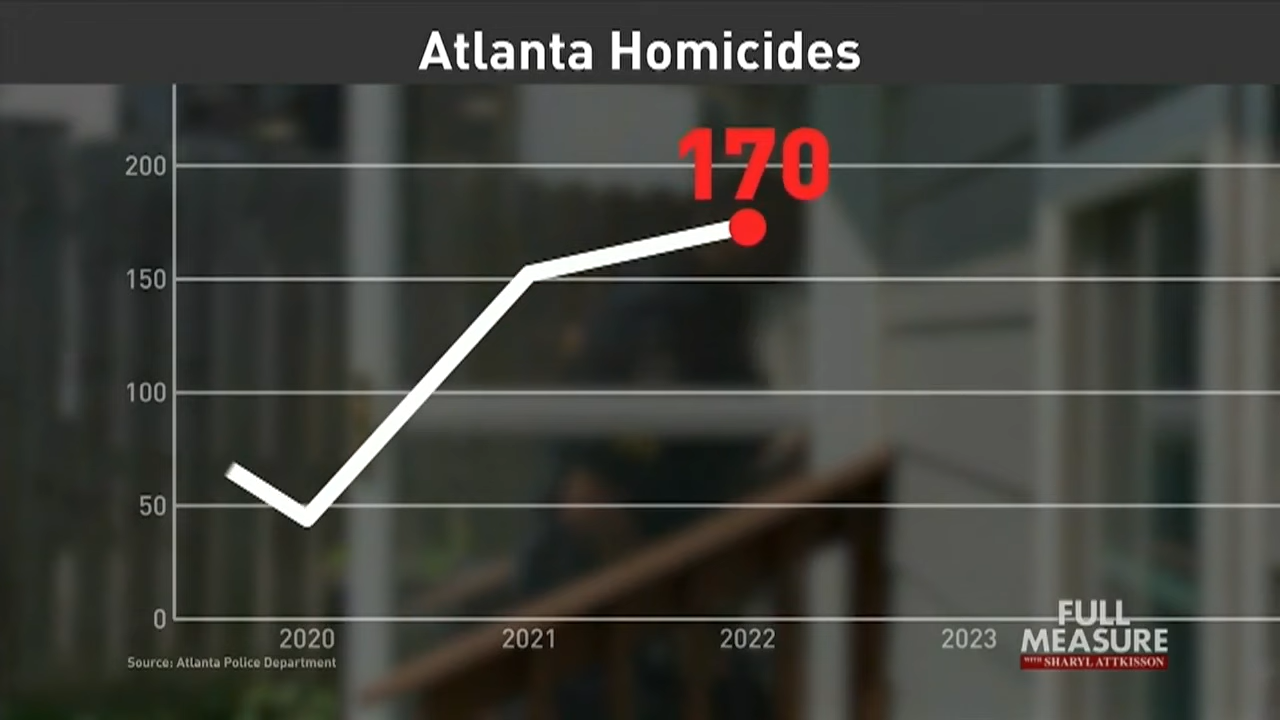 Atlanta Homicides
170
200
150
100
50
0
2020 2021 2022 2023
Source: Atlanta Police Department
FULL
MEASURE
WITH SHARYL ATTKISSON